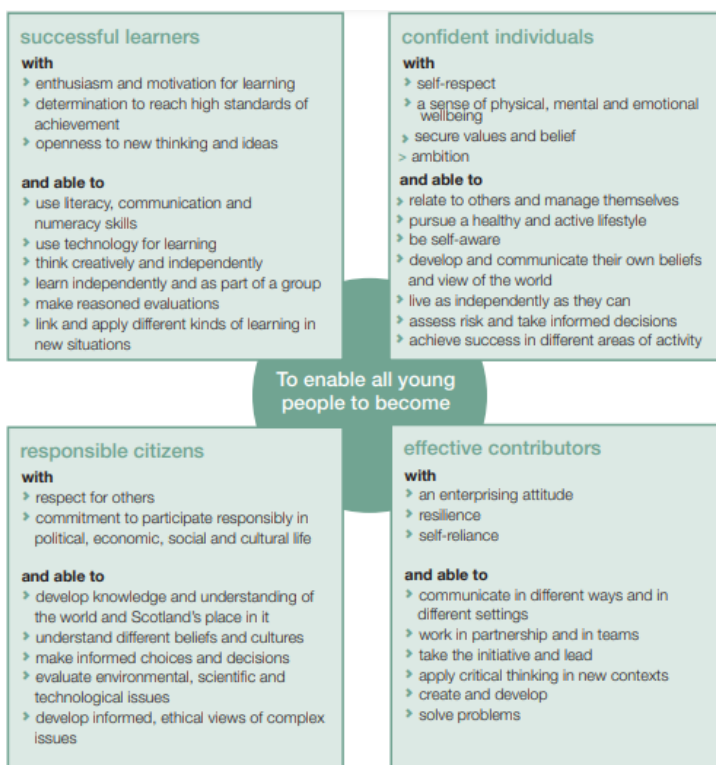 successful learners
with
> enthusiasm and motivation for learning
> determination to reach high standards of
achievement
> openness to new thinking and ideas
and able to
> use literacy, communication and
numeracy skills
> use technology for learning
> think creatively and independently
> learn independently and as part of a group
> make reasoned evaluations
> link and apply different kinds of learning in
new situations
confident individuals
with
> self-respect
> a sense of physical, mental and emotional
wellbeing
> secure values and belief
> ambition
and able to
> relate to others and manage themselves
> pursue a healthy and active lifestyle
> be self-aware
> develop and communicate their own beliefs
and view of the world
> live as independently as they can
> assess risk and take informed decisions
> achieve success in different areas of activity
To enable all young
people to become
responsible citizens
with
> respect for others
> commitment to participate responsibly in
political, economic, social and cultural life
and able to
> develop knowledge and understanding of
the world and Scotland's place in it
> understand different beliefs and cultures
> make informed choices and decisions
> evaluate environmental, scientific and
technological issues
> develop informed, ethical views of complex
issues
effective contributors
with
> an enterprising attitude
> resilience
> self-reliance
and able to
> communicate in different ways and in
different settings
> work in partnership and in teams
> take the initiative and lead
> apply critical thinking in new contexts
> create and develop
> solve problems